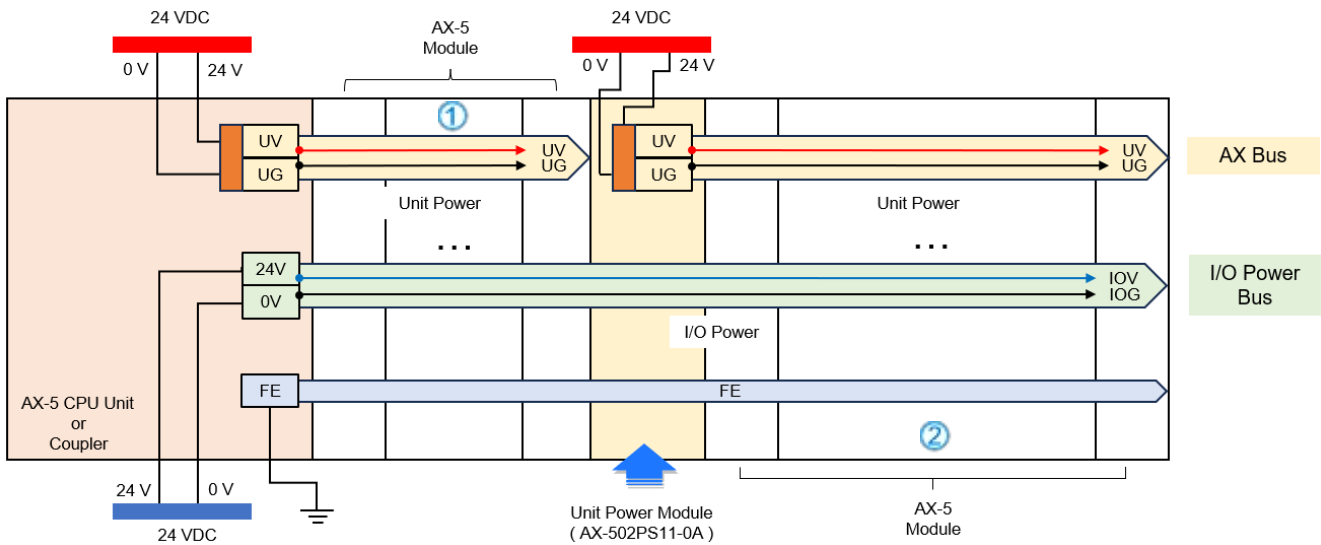 24 VDC
AX-5
Module
24 VDC
0 V
24 V
0 V
24 V
①
UV
UG
UV
UG
UV
UG
UV
UG
AX Bus
Unit Power
Unit Power
...
...
24V
0V
IOV
IOG
I/O Power
Bus
I/O Power
FE
FE
AX-5 CPU Unit
or
Coupler
②
24 V
0 V
24 VDC
Unit Power Module
( AX-502PS11-0A )
AX-5
Module